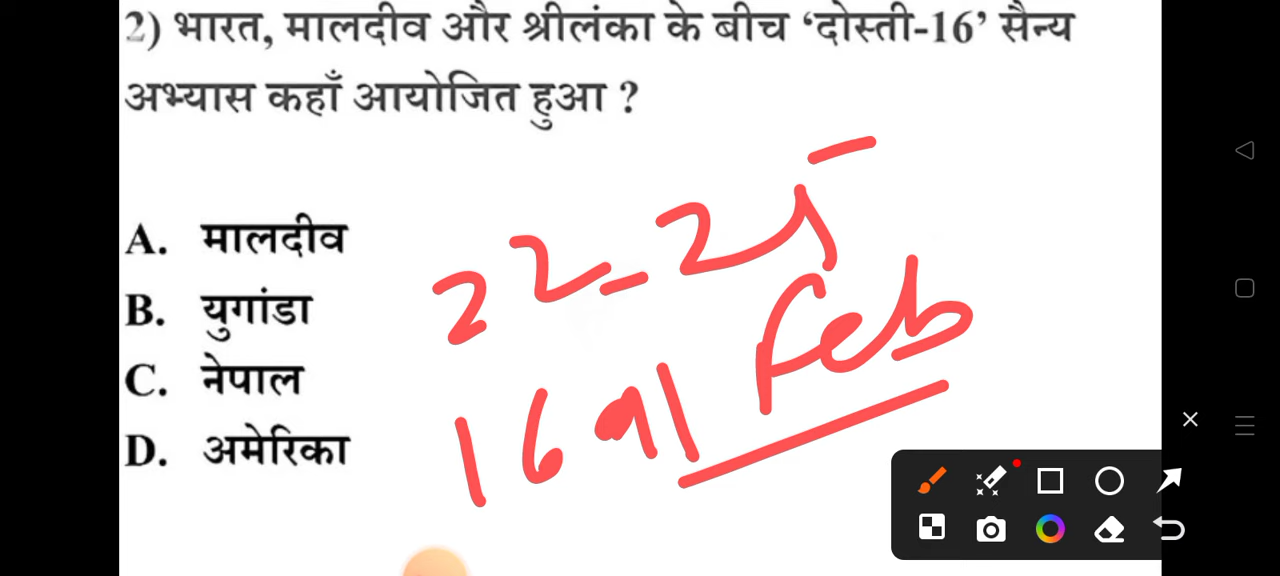 2) भारत, मालदीव और श्रीलंका के बीच ‘दोस्ती-16’ सैन्य
अभ्यास कहाँ आयोजित हुआ ?
A. मालदीव
B. युगांडा
C. नेपाल
D. अमेरिका
22-25
Feb
16वा